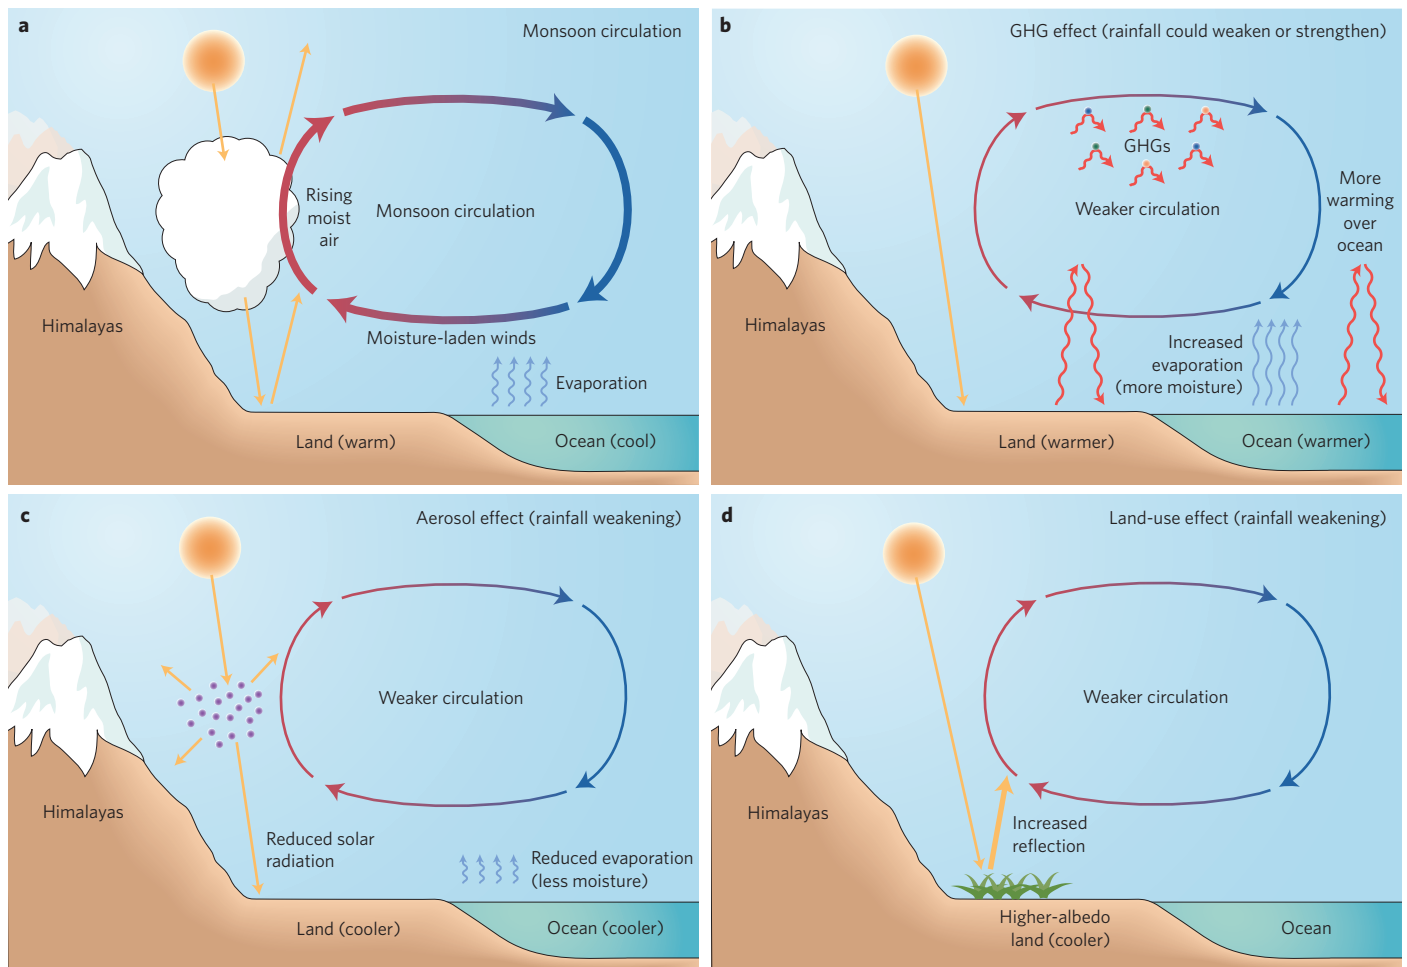 a
Monsoon circulation
Rising
moist
air
Monsoon circulation
Himalayas
Moisture-laden winds
Evaporation
Land (warm)
Ocean (cool)
b
GHG effect (rainfall could weaken or strengthen)
GHGs
Weaker circulation
More
warming
over
ocean
Himalayas
Increased
evaporation
(more moisture)
Land (warmer)
Ocean (warmer)
c
Aerosol effect (rainfall weakening)
Weaker circulation
Himalayas
Reduced solar
radiation
Reduced evaporation
(less moisture)
Land (cooler)
Ocean (cooler)
d
Land-use effect (rainfall weakening)
Weaker circulation
Himalayas
Increased
reflection
Higher-albedo
land (cooler)
Ocean